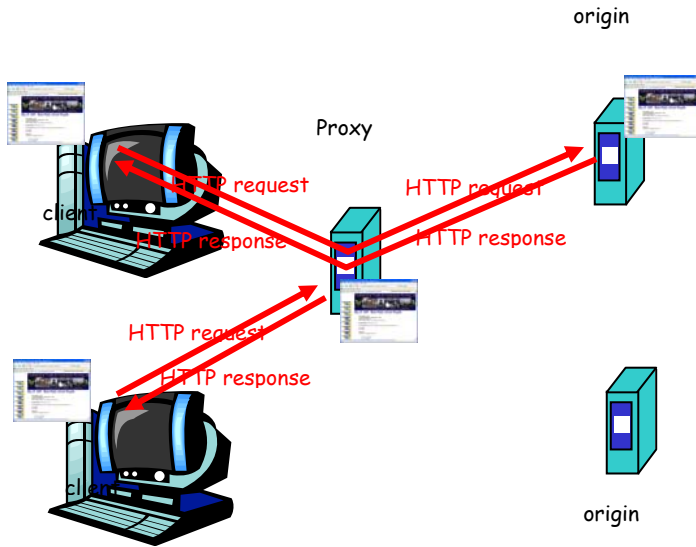 origin
Proxy
HTTP request
HTTP request
client
HTTP response
HTTP response
HTTP request
HTTP response
client
origin